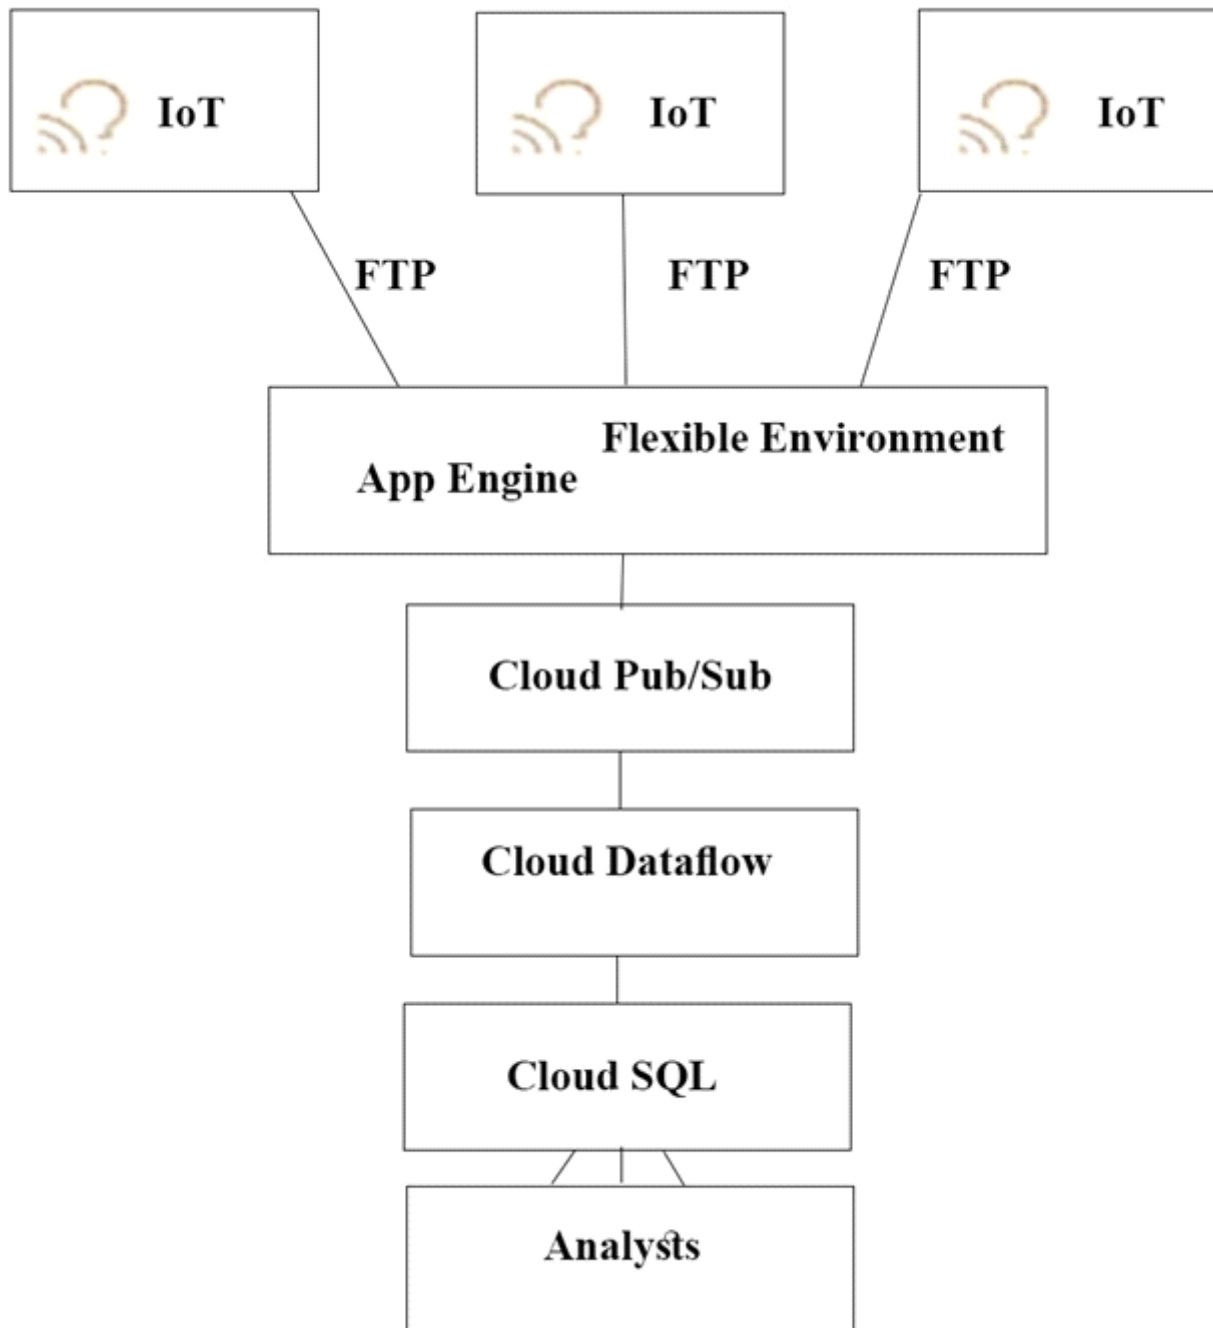 IoT
IoT
IoT
FTP
FTP
FTP
Flexible Environment
App Engine
Cloud Pub/Sub
Cloud Dataflow
Cloud SQL
Analysts